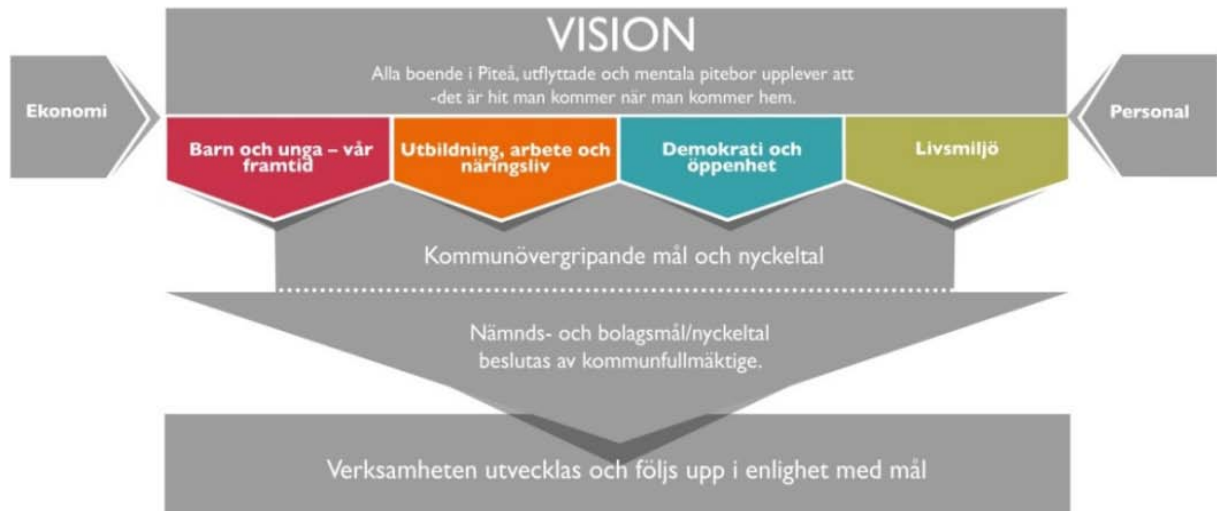 VISION
Alla boende i Piteå, utflyttade och mentala pitebor upplever att
-det är hit man kommer när man kommer hem.
Ekonomi
Personal
Barn och unga – vår
framtid
Utbildning, arbete och
näringsliv
Demokrati och
öppenhet
Livsmiljö
Kommunövergripande mål och nyckeltal
Nämnds- och bolagsmål/nyckeltal
beslutas av kommunfullmäktige.
Verksamheten utvecklas och följs upp i enlighet med mål